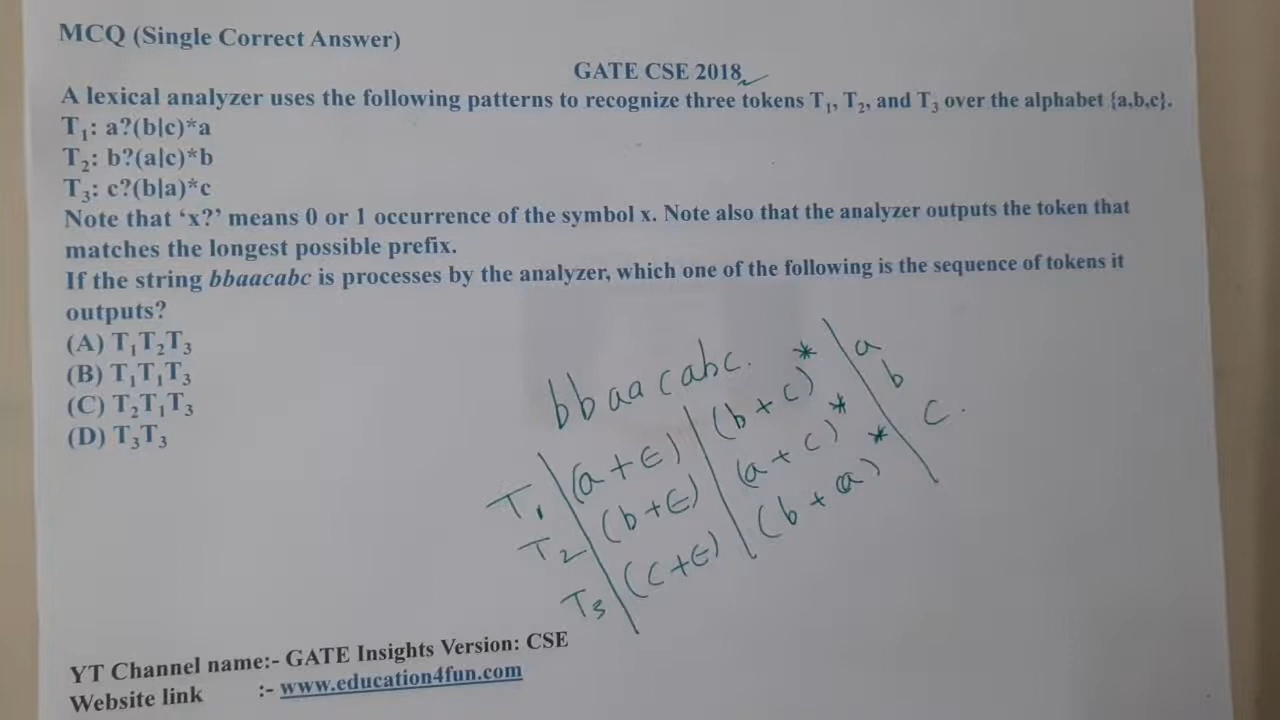 MCQ (Single Correct Answer)
GATE CSE 2018
A lexical analyzer uses the following patterns to recognize three tokens T₁, T₂, and T₃ over the alphabet {a,b,c}.
T₁: a?(b|c)*a
T₂: b?(a|c)*b
T₃: c?(b|a)*c
Note that ‘x?’ means 0 or 1 occurrence of the symbol x. Note also that the analyzer outputs the token that
matches the longest possible prefix.
If the string bbaacabc is processes by the analyzer, which one of the following is the sequence of tokens it
outputs?
(A) T₁T₂T₃
(B) T₁T₁T₃
(C) T₂T₁T₃
(D) T₃T₃
bbaacabc.
T₁ | (a+ϵ) | (b+c)* | a
T₂ | (b+ϵ) | (a+c)* | b
T₃ | (c+ϵ) | (b+a)* | c.
YT Channel name:- GATE Insights Version: CSE
Website link :- www.education4fun.com